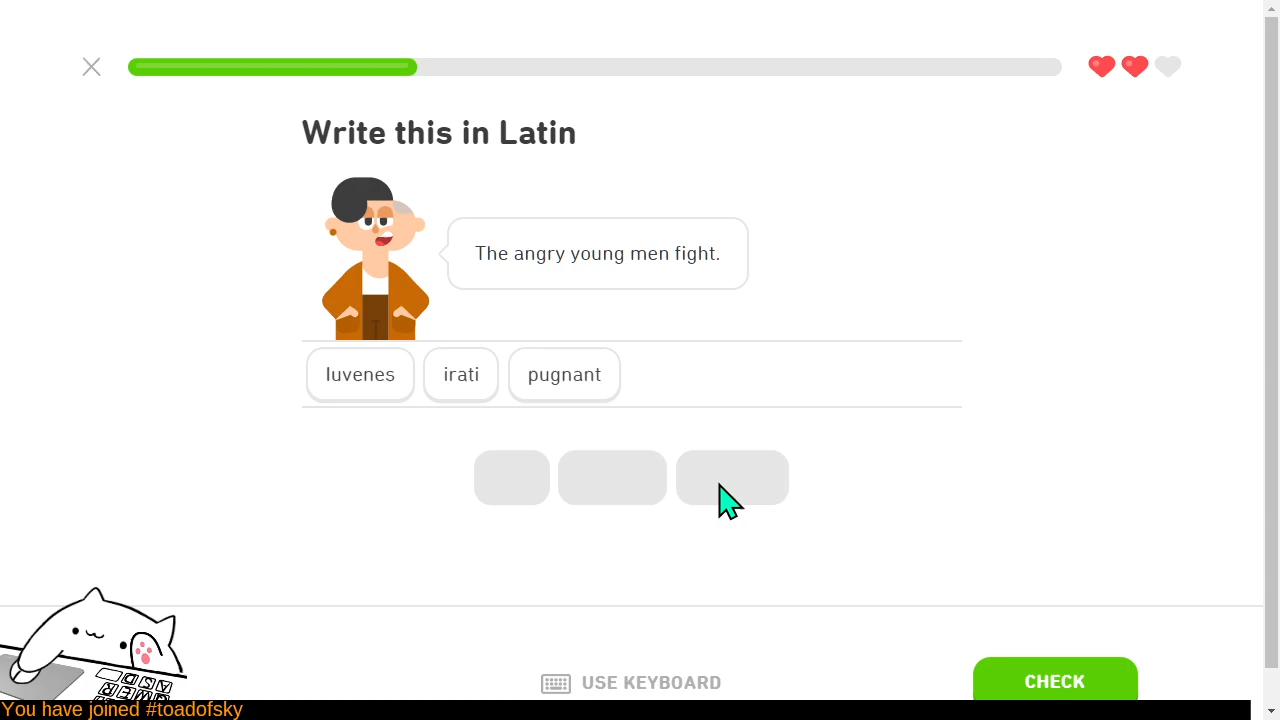 Write this in Latin
The angry young men fight.
Iuvenes irati pugnant
USE KEYBOARD
CHECK
You have joined #toadofsky